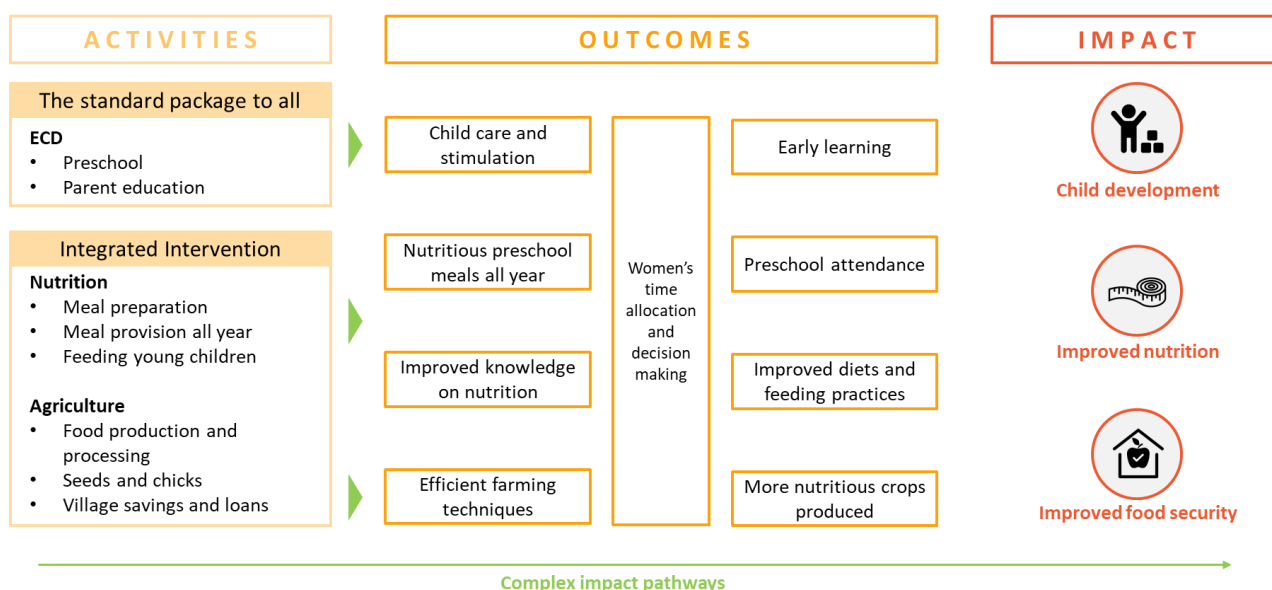 ACTIVITIES
OUTCOMES
IMPACT
The standard package to all
ECD
• Preschool
• Parent education
Integrated Intervention
Nutrition
• Meal preparation
• Meal provision all year
• Feeding young children
Agriculture
• Food production and
processing
• Seeds and chicks
• Village savings and loans
Child care and
stimulation
Nutritious preschool
meals all year
Improved knowledge
on nutrition
Efficient farming
techniques
Women’s
time
allocation
and
decision
making
Early learning
Preschool attendance
Improved diets and
feeding practices
More nutritious crops
produced
Child development
Improved nutrition
Improved food security
Complex impact pathways